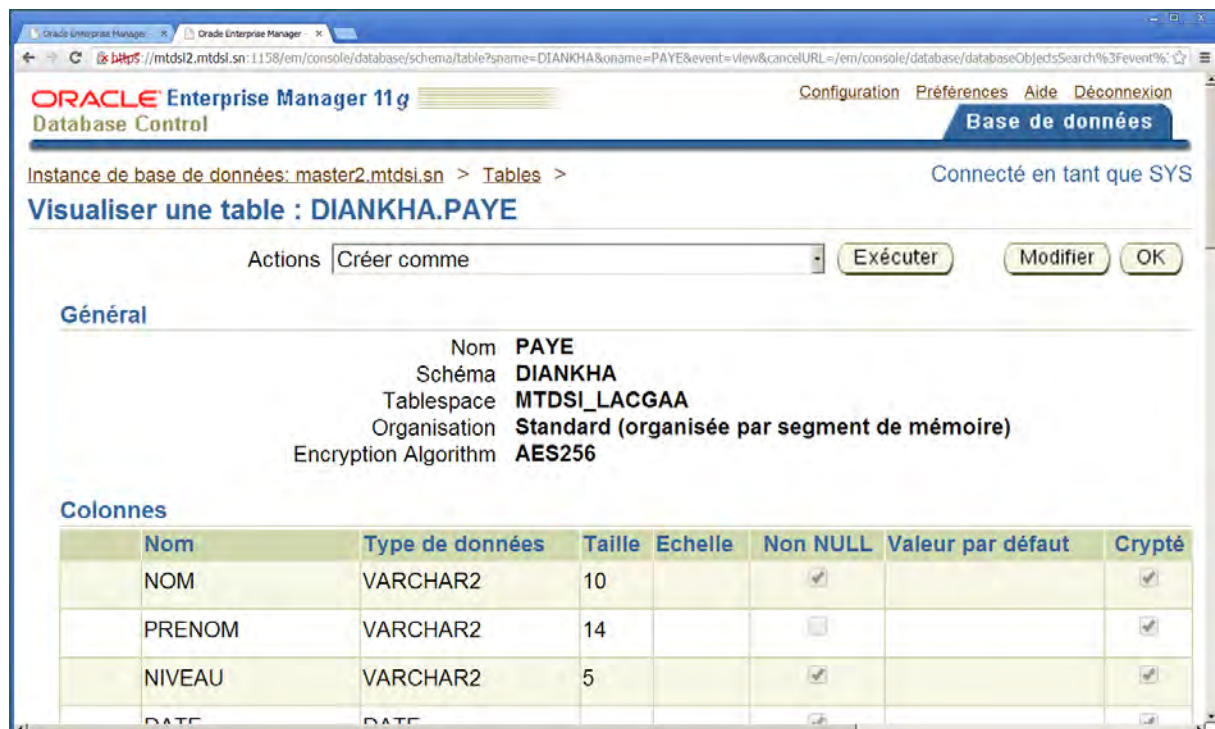 Oracle Enterprise Manager - × Oracle Enterprise Manager - ×
https://mtdsi2.mtdsi.sn:1158/em/console/database/schema/table?sname=DIANKHA&oname=PAYE&event=view&cancelURL=/em/console/database/databaseObjectsSearch%3Fevent%
ORACLE Enterprise Manager 11g
Configuration Préférences Aide Déconnexion
Database Control
Base de données
Instance de base de données: master2.mtdsi.sn > Tables >
Connecté en tant que SYS
Visualiser une table : DIANKHA.PAYE
Actions Créer comme Exécuter Modifier OK
Général
Nom PAYE
Schéma DIANKHA
Tablespace MTDSI_LACGAA
Organisation Standard (organisée par segment de mémoire)
Encryption Algorithm AES256
Colonnes
Nom Type de données Taille Echelle Non NULL Valeur par défaut Crypté
NOM VARCHAR2 10
PRENOM VARCHAR2 14
NIVEAU VARCHAR2 5
DATE DATE